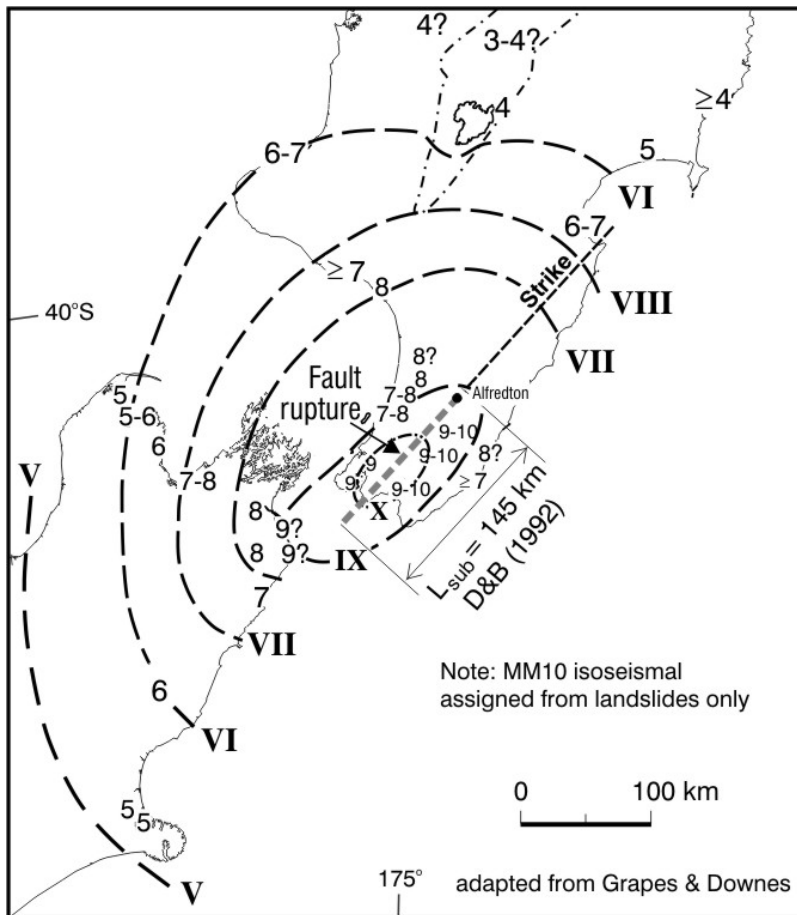 4?
3-4?
4
≥4
6-7
5
VI
6-7
≥7
8
Strike
VIII
40°S
VII
8?
Fault
rupture
8
7-8
7-8
Alfredton
5
5-6
6
9-10
9-10
8?
9
9
9-10
≥7
V
7-8
X
8
9?
8
9?
IX
L_sub = 145 km
D&B (1992)
7
VII
Note: MM10 isoseismal
assigned from landslides only
6
VI
0 100 km
5
5
V
175°
adapted from Grapes & Downes